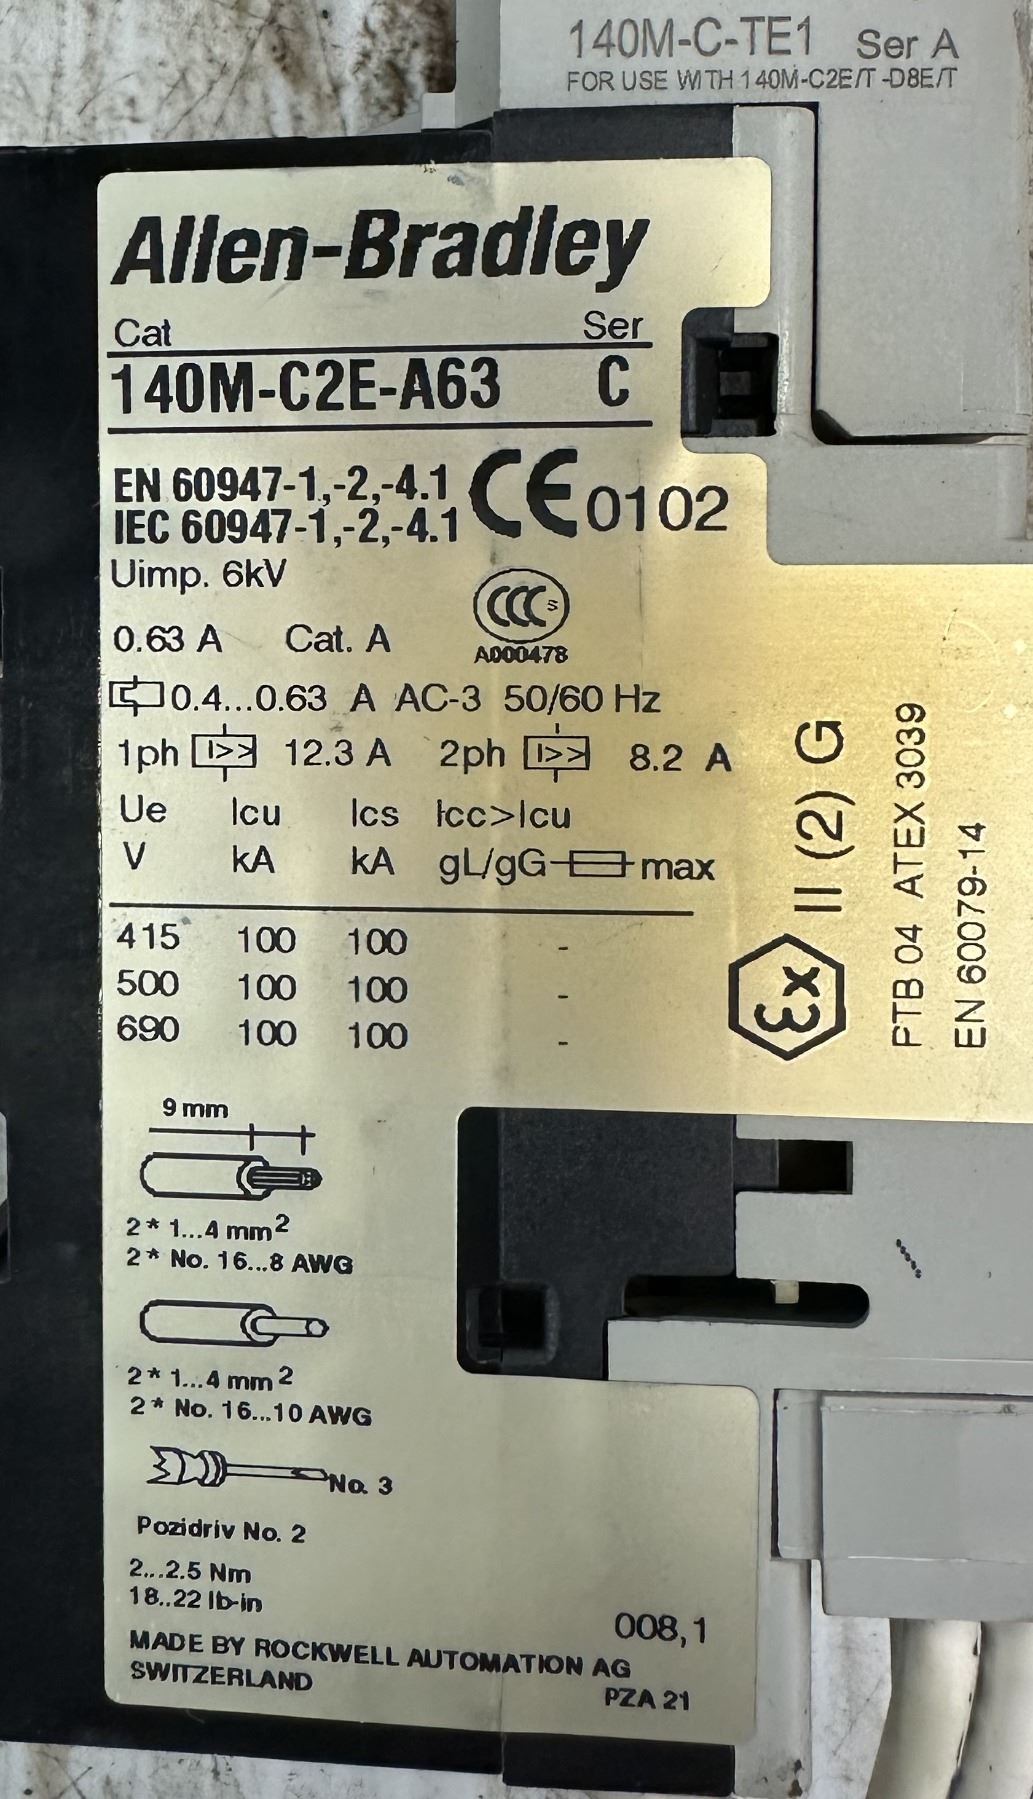 140M-C-TE1 Ser A
FOR USE WITH 140M-C2E/T -D8E/T
Allen-Bradley
Cat Ser
140M-C2E-A63 C
EN 60947-1,-2,-4.1
IEC 60947-1,-2,-4.1
CE 0102
Uimp. 6kV
CCC S
A000478
0.63 A Cat. A
0.4...0.63 A AC-3 50/60 Hz
1ph I>> 12.3 A 2ph I>> 8.2 A
Ue Icu Ics Icc>Icu
V kA kA gL/gG max
415 100 100 -
500 100 100 -
690 100 100 -
εx II (2) G
PTB 04 ATEX 3039
EN 60079-14
9 mm
2 * 1...4 mm²
2 * No. 16...8 AWG
2 * 1...4 mm²
2 * No. 16...10 AWG
No. 3
Pozidriv No. 2
2...2.5 Nm
18..22 lb-in
008,1
MADE BY ROCKWELL AUTOMATION AG
SWITZERLAND
PZA 21